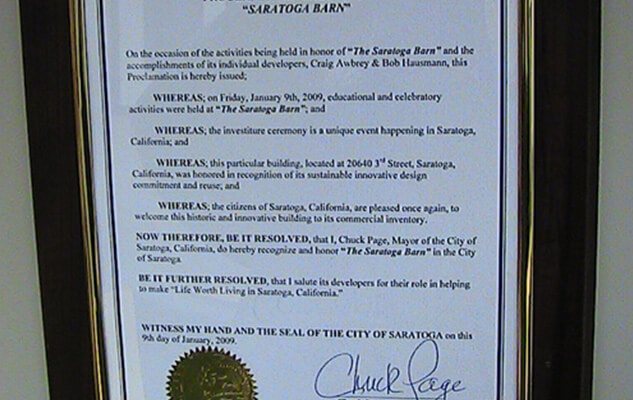 "SARATOGA BARN"
On the occasion of the activities being held in honor of "The Saratoga Barn" and the
accomplishments of its individual developers, Craig Awbrey & Bob Hausmann, this
Proclamation is hereby issued;
WHEREAS; on Friday, January 9th, 2009, educational and celebratory
activities were held at "The Saratoga Barn"; and
WHEREAS; the investiture ceremony is a unique event happening in Saratoga,
California; and
WHEREAS; this particular building, located at 20640 3rd Street, Saratoga,
California, was honored in recognition of its sustainable innovative design
commitment and reuse; and
WHEREAS; the citizens of Saratoga, California, are pleased once again, to
welcome this historic and innovative building to its commercial inventory.
NOW THEREFORE, BE IT RESOLVED, that I, Chuck Page, Mayor of the City of
Saratoga, California, do hereby recognize and honor "The Saratoga Barn" in the City
of Saratoga
BE IT FURTHER RESOLVED, that I salute its developers for their role in helping
to make "Life Worth Living in Saratoga, California."
WITNESS MY HAND AND THE SEAL OF THE CITY OF SARATOGA on this
9th day of January, 2009.
Chuck Page